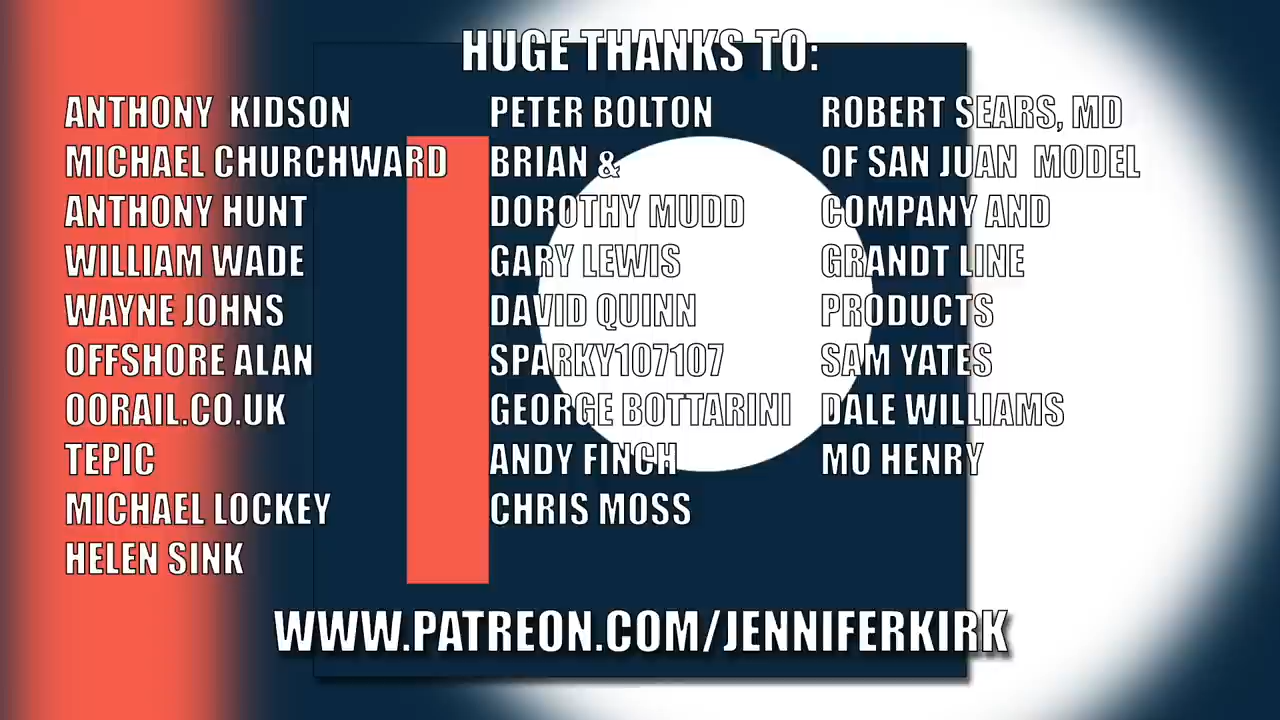 HUGE THANKS TO:
ANTHONY KIDSON
MICHAEL CHURCHWARD
ANTHONY HUNT
WILLIAM WADE
WAYNE JOHNS
OFFSHORE ALAN
OORAIL.CO.UK
TEPIC
MICHAEL LOCKEY
HELEN SINK
PETER BOLTON
BRIAN &
DOROTHY MUDD
GARY LEWIS
DAVID QUINN
SPARKY107107
GEORGE BOTTARINI
ANDY FINCH
CHRIS MOSS
ROBERT SEARS, MD
OF SAN JUAN MODEL
COMPANY AND
GRANDT LINE
PRODUCTS
SAM YATES
DALE WILLIAMS
MO HENRY
WWW.PATREON.COM/JENNIFERKIRK